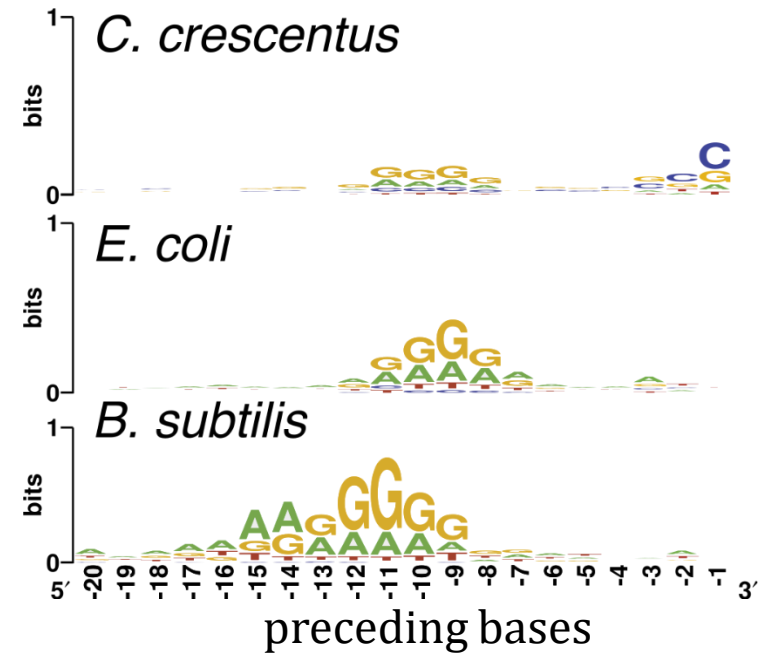 1
C. crescentus
bits
0
1
E. coli
bits
0
1
B. subtilis
bits
0
5′ -20 -19 -18 -17 -16 -15 -14 -13 -12 -11 -10 -9 -8 -7 -6 -5 -4 -3 -2 -1 3′
preceding bases